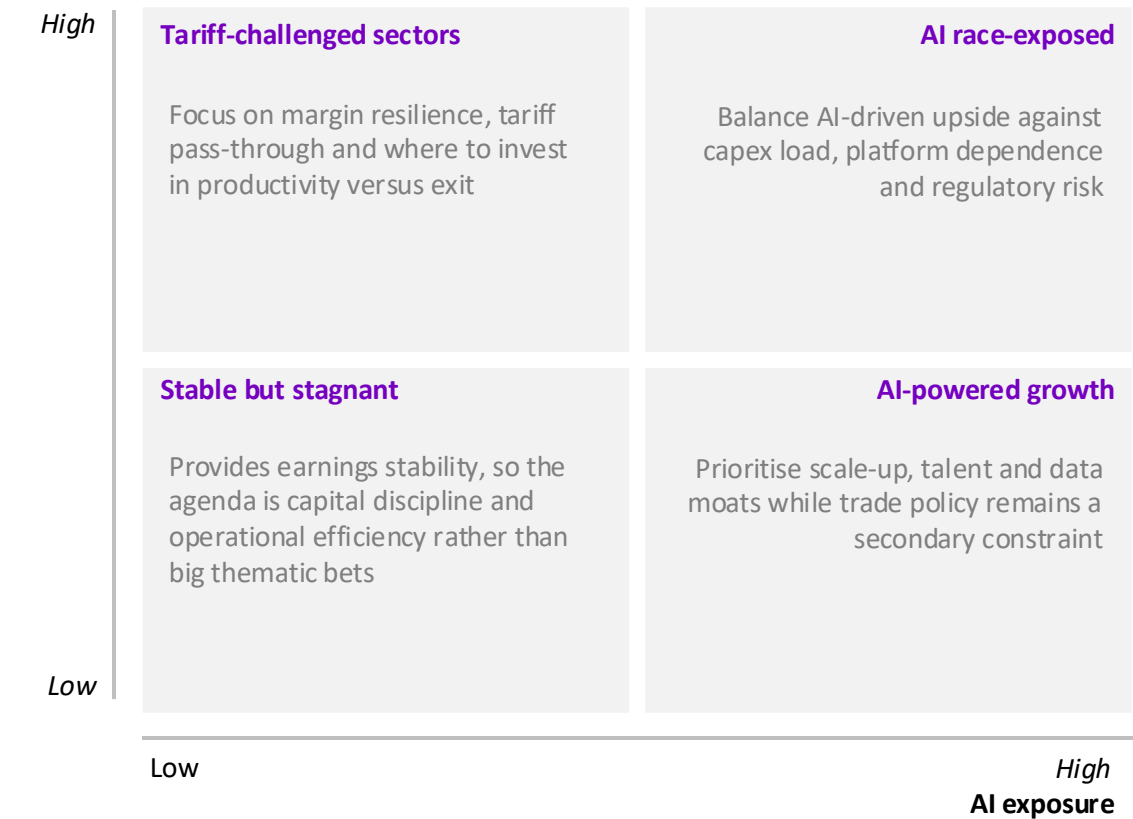 High
Tariff-challenged sectors
Focus on margin resilience, tariff
pass-through and where to invest
in productivity versus exit
AI race-exposed
Balance AI-driven upside against
capex load, platform dependence
and regulatory risk
Stable but stagnant
Provides earnings stability, so the
agenda is capital discipline and
operational efficiency rather than
big thematic bets
AI-powered growth
Prioritise scale-up, talent and data
moats while trade policy remains a
secondary constraint
Low
Low
High
AI exposure